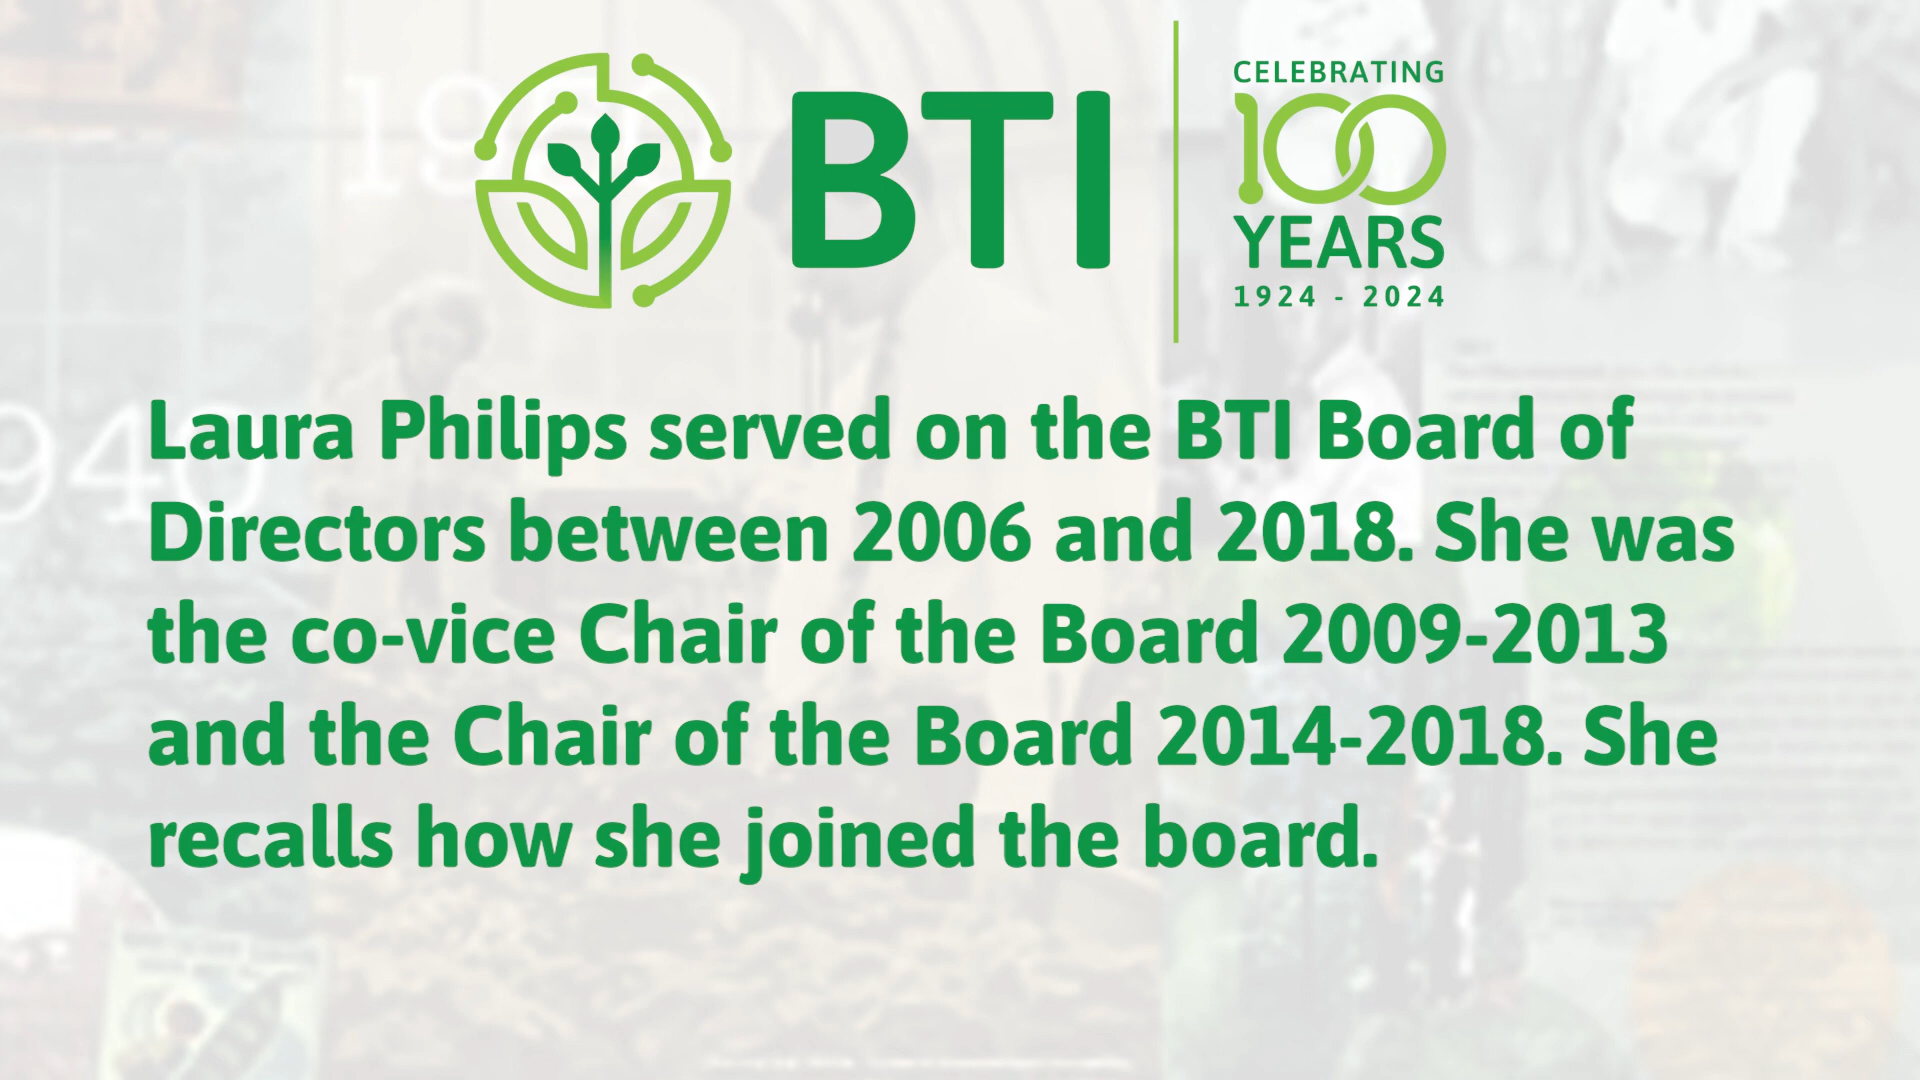 BTI
CELEBRATING
100
YEARS
1924 - 2024
Laura Philips served on the BTI Board of
Directors between 2006 and 2018. She was
the co-vice Chair of the Board 2009-2013
and the Chair of the Board 2014-2018. She
recalls how she joined the board.
940
19